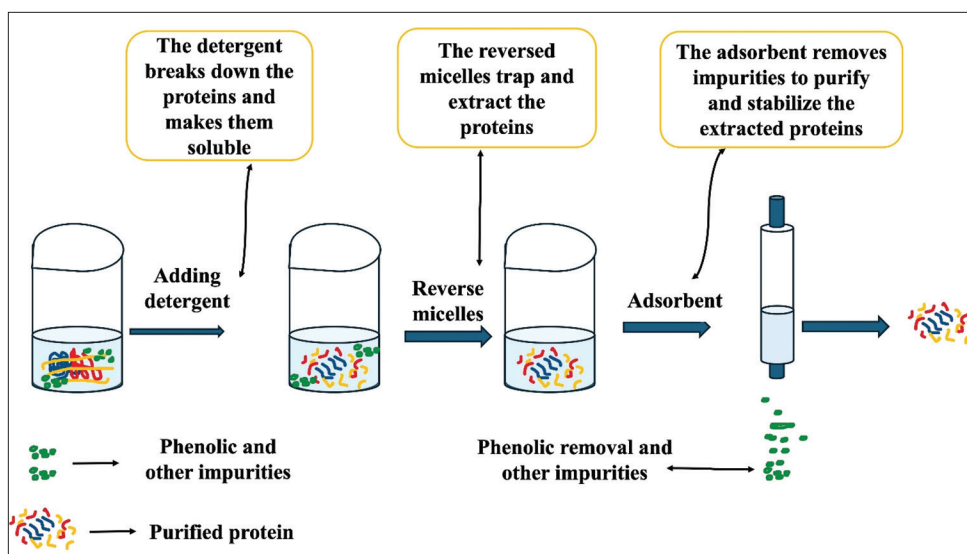 The detergent
breaks down the
proteins and
makes them
soluble
The reversed
micelles trap and
extract the
proteins
The adsorbent removes
impurities to purify
and stabilize the
extracted proteins
Adding
detergent
Reverse
micelles
Adsorbent
Phenolic and
other impurities
Phenolic removal and
other impurities
Purified protein